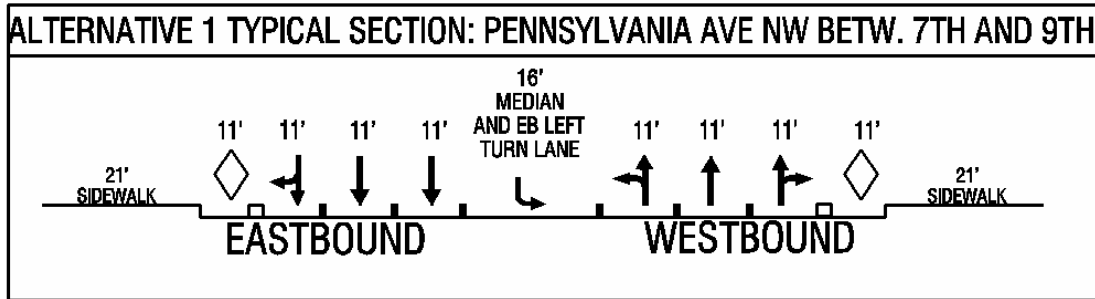 ALTERNATIVE 1 TYPICAL SECTION: PENNSYLVANIA AVE NW BETW. 7TH AND 9TH
16'
MEDIAN
AND EB LEFT
TURN LANE
11' 11' 11' 11' 11' 11' 11' 11'
21'
SIDEWALK
21'
SIDEWALK
EASTBOUND WESTBOUND